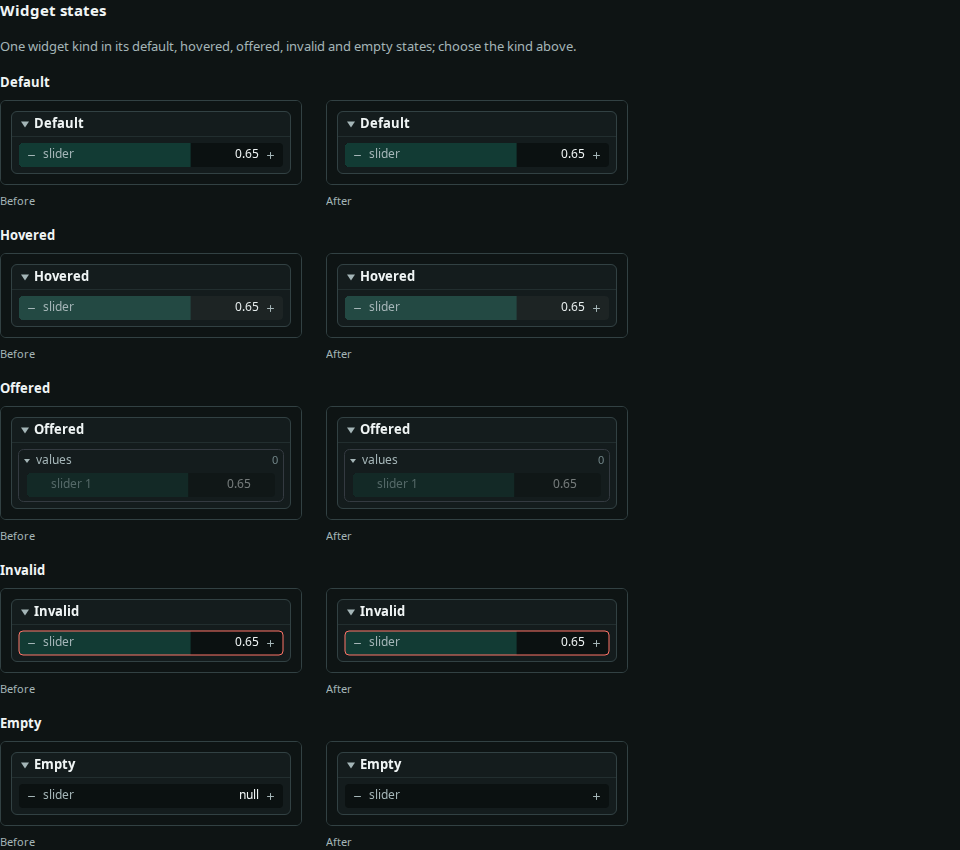 Widget states
One widget kind in its default, hovered, offered, invalid and empty states; choose the kind above.
Default
Default
Default
– slider 0.65 +
– slider 0.65 +
Before
After
Hovered
Hovered
Hovered
– slider 0.65 +
– slider 0.65 +
Before
After
Offered
Offered
Offered
values 0
values 0
slider 1 0.65
slider 1 0.65
Before
After
Invalid
Invalid
Invalid
– slider 0.65 +
– slider 0.65 +
Before
After
Empty
Empty
Empty
– slider null +
– slider +
Before
After